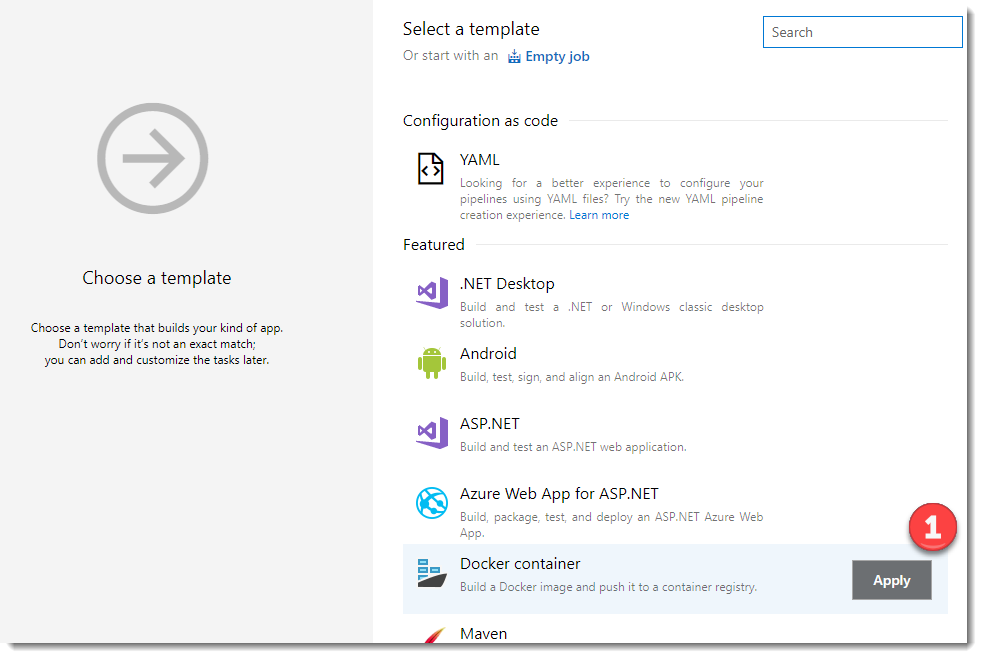 Choose a template
Choose a template that builds your kind of app.
Don't worry if it's not an exact match;
you can add and customize the tasks later.
Select a template
Or start with an Empty job
Search
Configuration as code
YAML
Looking for a better experience to configure your
pipelines using YAML files? Try the new YAML pipeline
creation experience. Learn more
Featured
.NET Desktop
Build and test a .NET or Windows classic desktop
solution.
Android
Build, test, sign, and align an Android APK.
ASP.NET
Build and test an ASP.NET web application.
Azure Web App for ASP.NET
Build, package, test, and deploy an ASP.NET Azure Web
App.
1
Docker container
Build a Docker image and push it to a container registry.
Apply
Maven